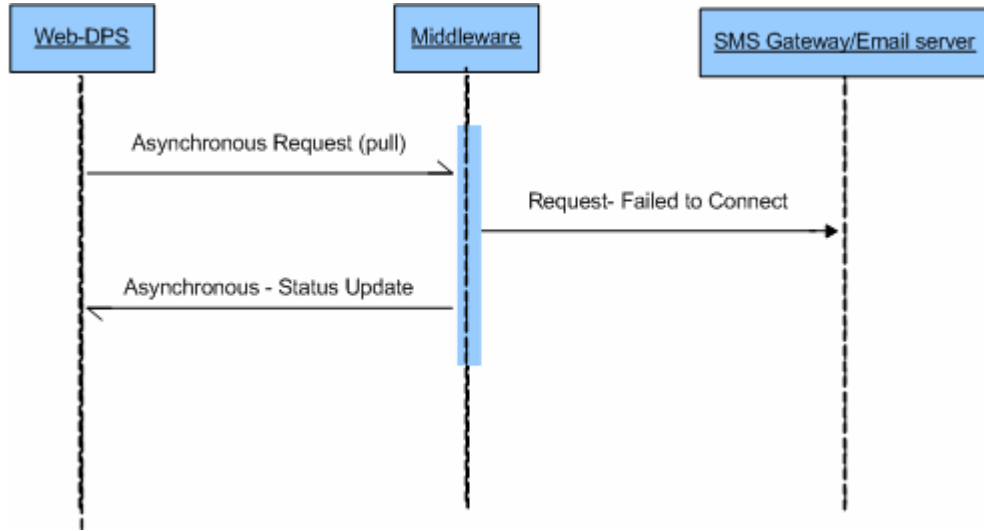 Web-DPS
Middleware
SMS Gateway/Email server
Asynchronous Request (pull)
Request- Failed to Connect
Asynchronous - Status Update